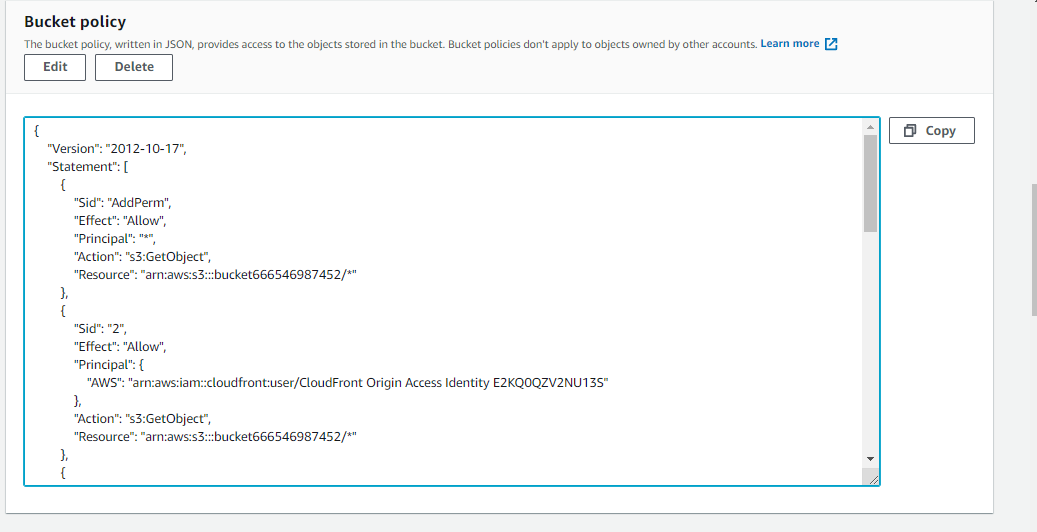 Bucket policy
The bucket policy, written in JSON, provides access to the objects stored in the bucket. Bucket policies don't apply to objects owned by other accounts. Learn more
Edit Delete
{
"Version": "2012-10-17",
"Statement": [
{
"Sid": "AddPerm",
"Effect": "Allow",
"Principal": "*",
"Action": "s3:GetObject",
"Resource": "arn:aws:s3:::bucket666546987452/*"
},
{
"Sid": "2",
"Effect": "Allow",
"Principal": {
"AWS": "arn:aws:iam::cloudfront:user/CloudFront Origin Access Identity E2KQ0QZV2NU13S"
},
"Action": "s3:GetObject",
"Resource": "arn:aws:s3:::bucket666546987452/*"
},
{
Copy